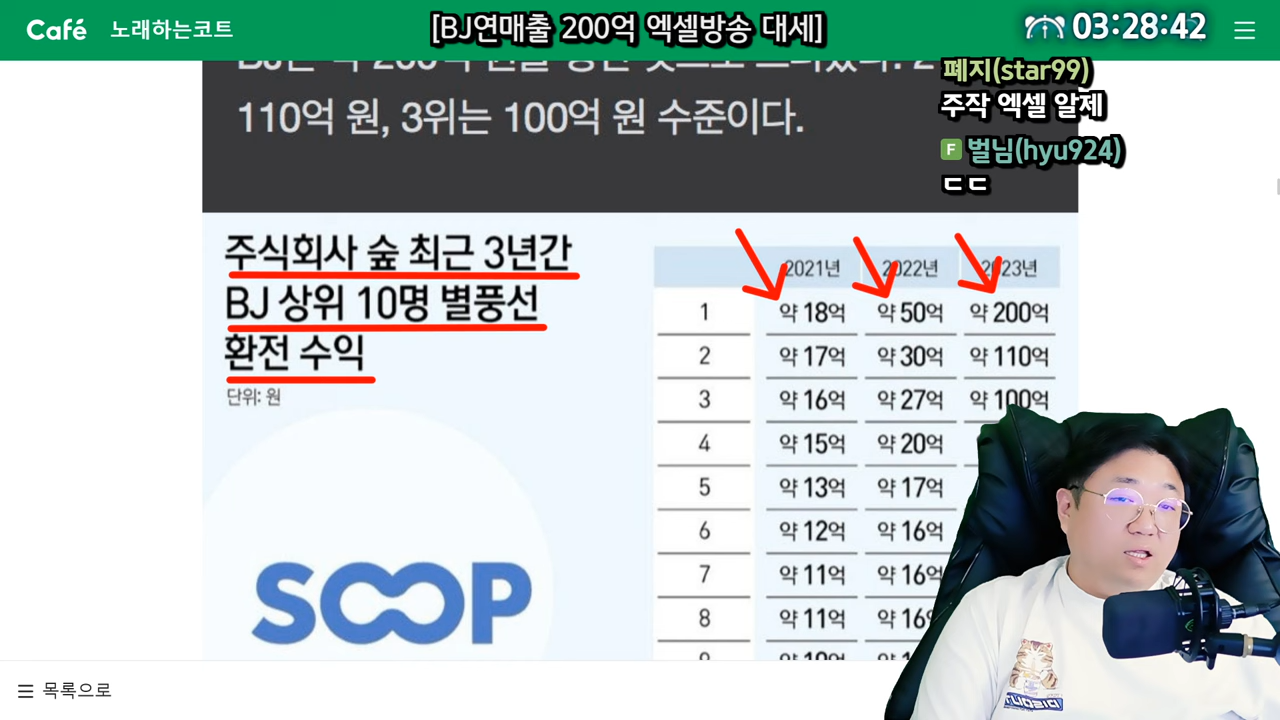 Café 노래하는코트
[BJ연매출 200억 엑셀방송 대세]
03:28:42
110억 원, 3위는 100억 원 수준이다.
폐지(star99)
주작 엑셀 알제
F 벌님(hyu924)
ㄷㄷ
주식회사 숲 최근 3년간
BJ 상위 10명 별풍선
환전 수익
단위: 원
SOOP
2021년 2022년 2023년
1 약 18억 약 50억 약 200억
2 약 17억 약 30억 약 110억
3 약 16억 약 27억 약 100억
4 약 15억 약 20억
5 약 13억 약 17억
6 약 12억 약 16억
7 약 11억 약 16억
8 약 11억 약 16억
목록으로